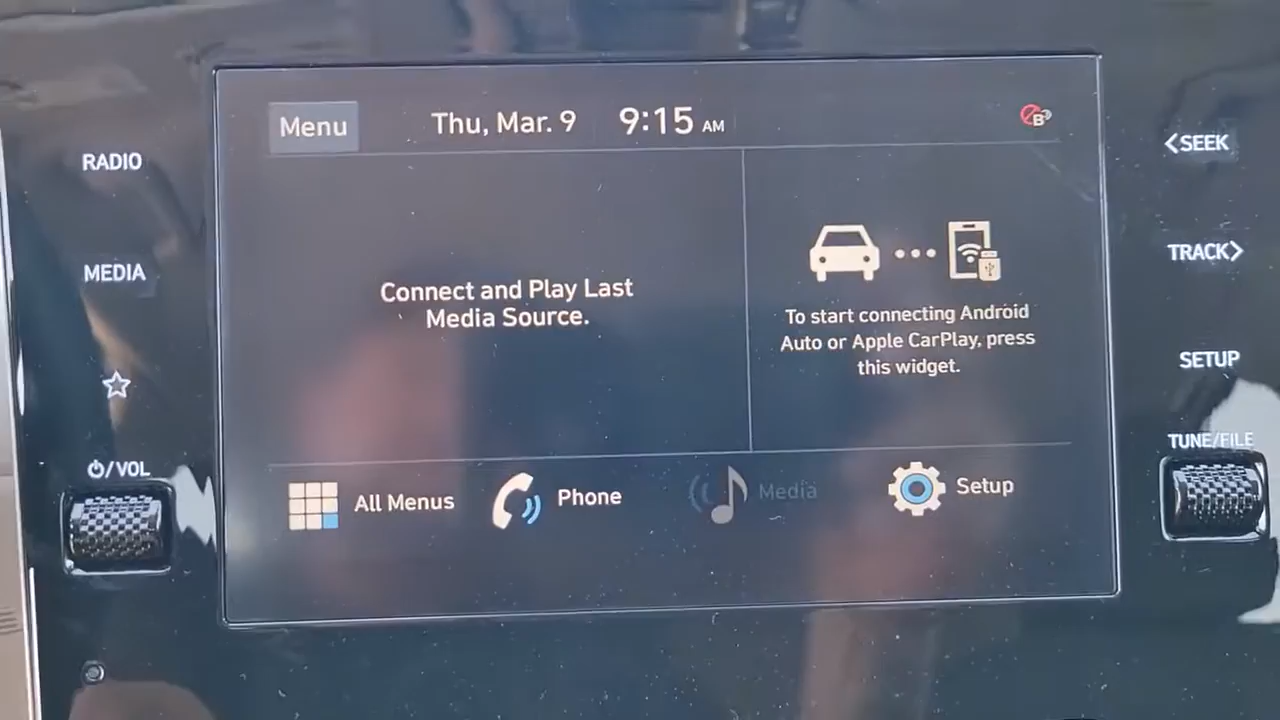 Menu
Thu, Mar. 9
9:15 AM
B
RADIO
MEDIA
/VOL
Connect and Play Last
Media Source.
To start connecting Android
Auto or Apple CarPlay, press
this widget.
All Menus
Phone
Media
Setup
<SEEK
TRACK>
SETUP
TUNE/FILE